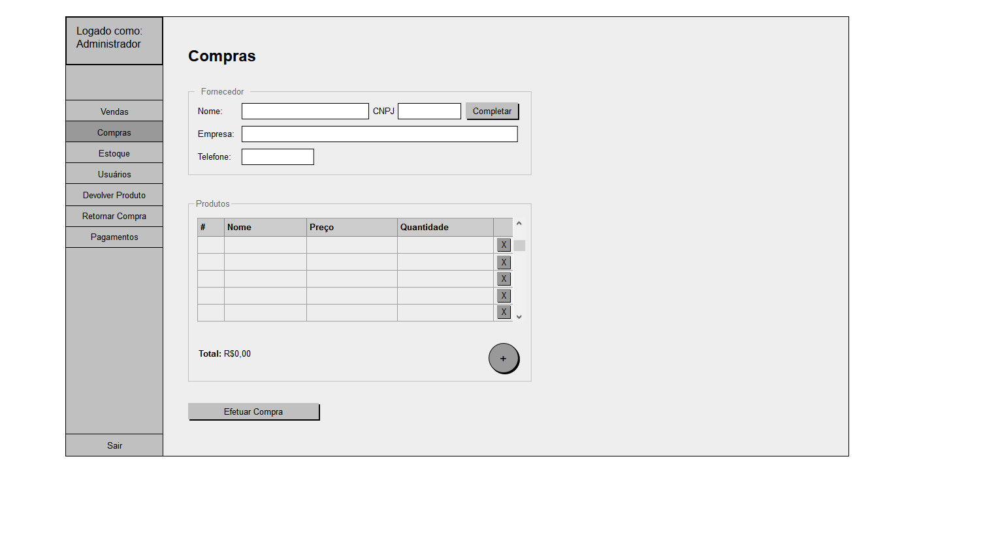 Logado como:
Administrador
Vendas
Compras
Estoque
Usuários
Devolver Produto
Retornar Compra
Pagamentos
Sair
Compras
Fornecedor
Nome: CNPJ Completar
Empresa:
Telefone:
Produtos
# Nome Preço Quantidade
X
X
X
X
X
Total: R$0,00 +
Efetuar Compra